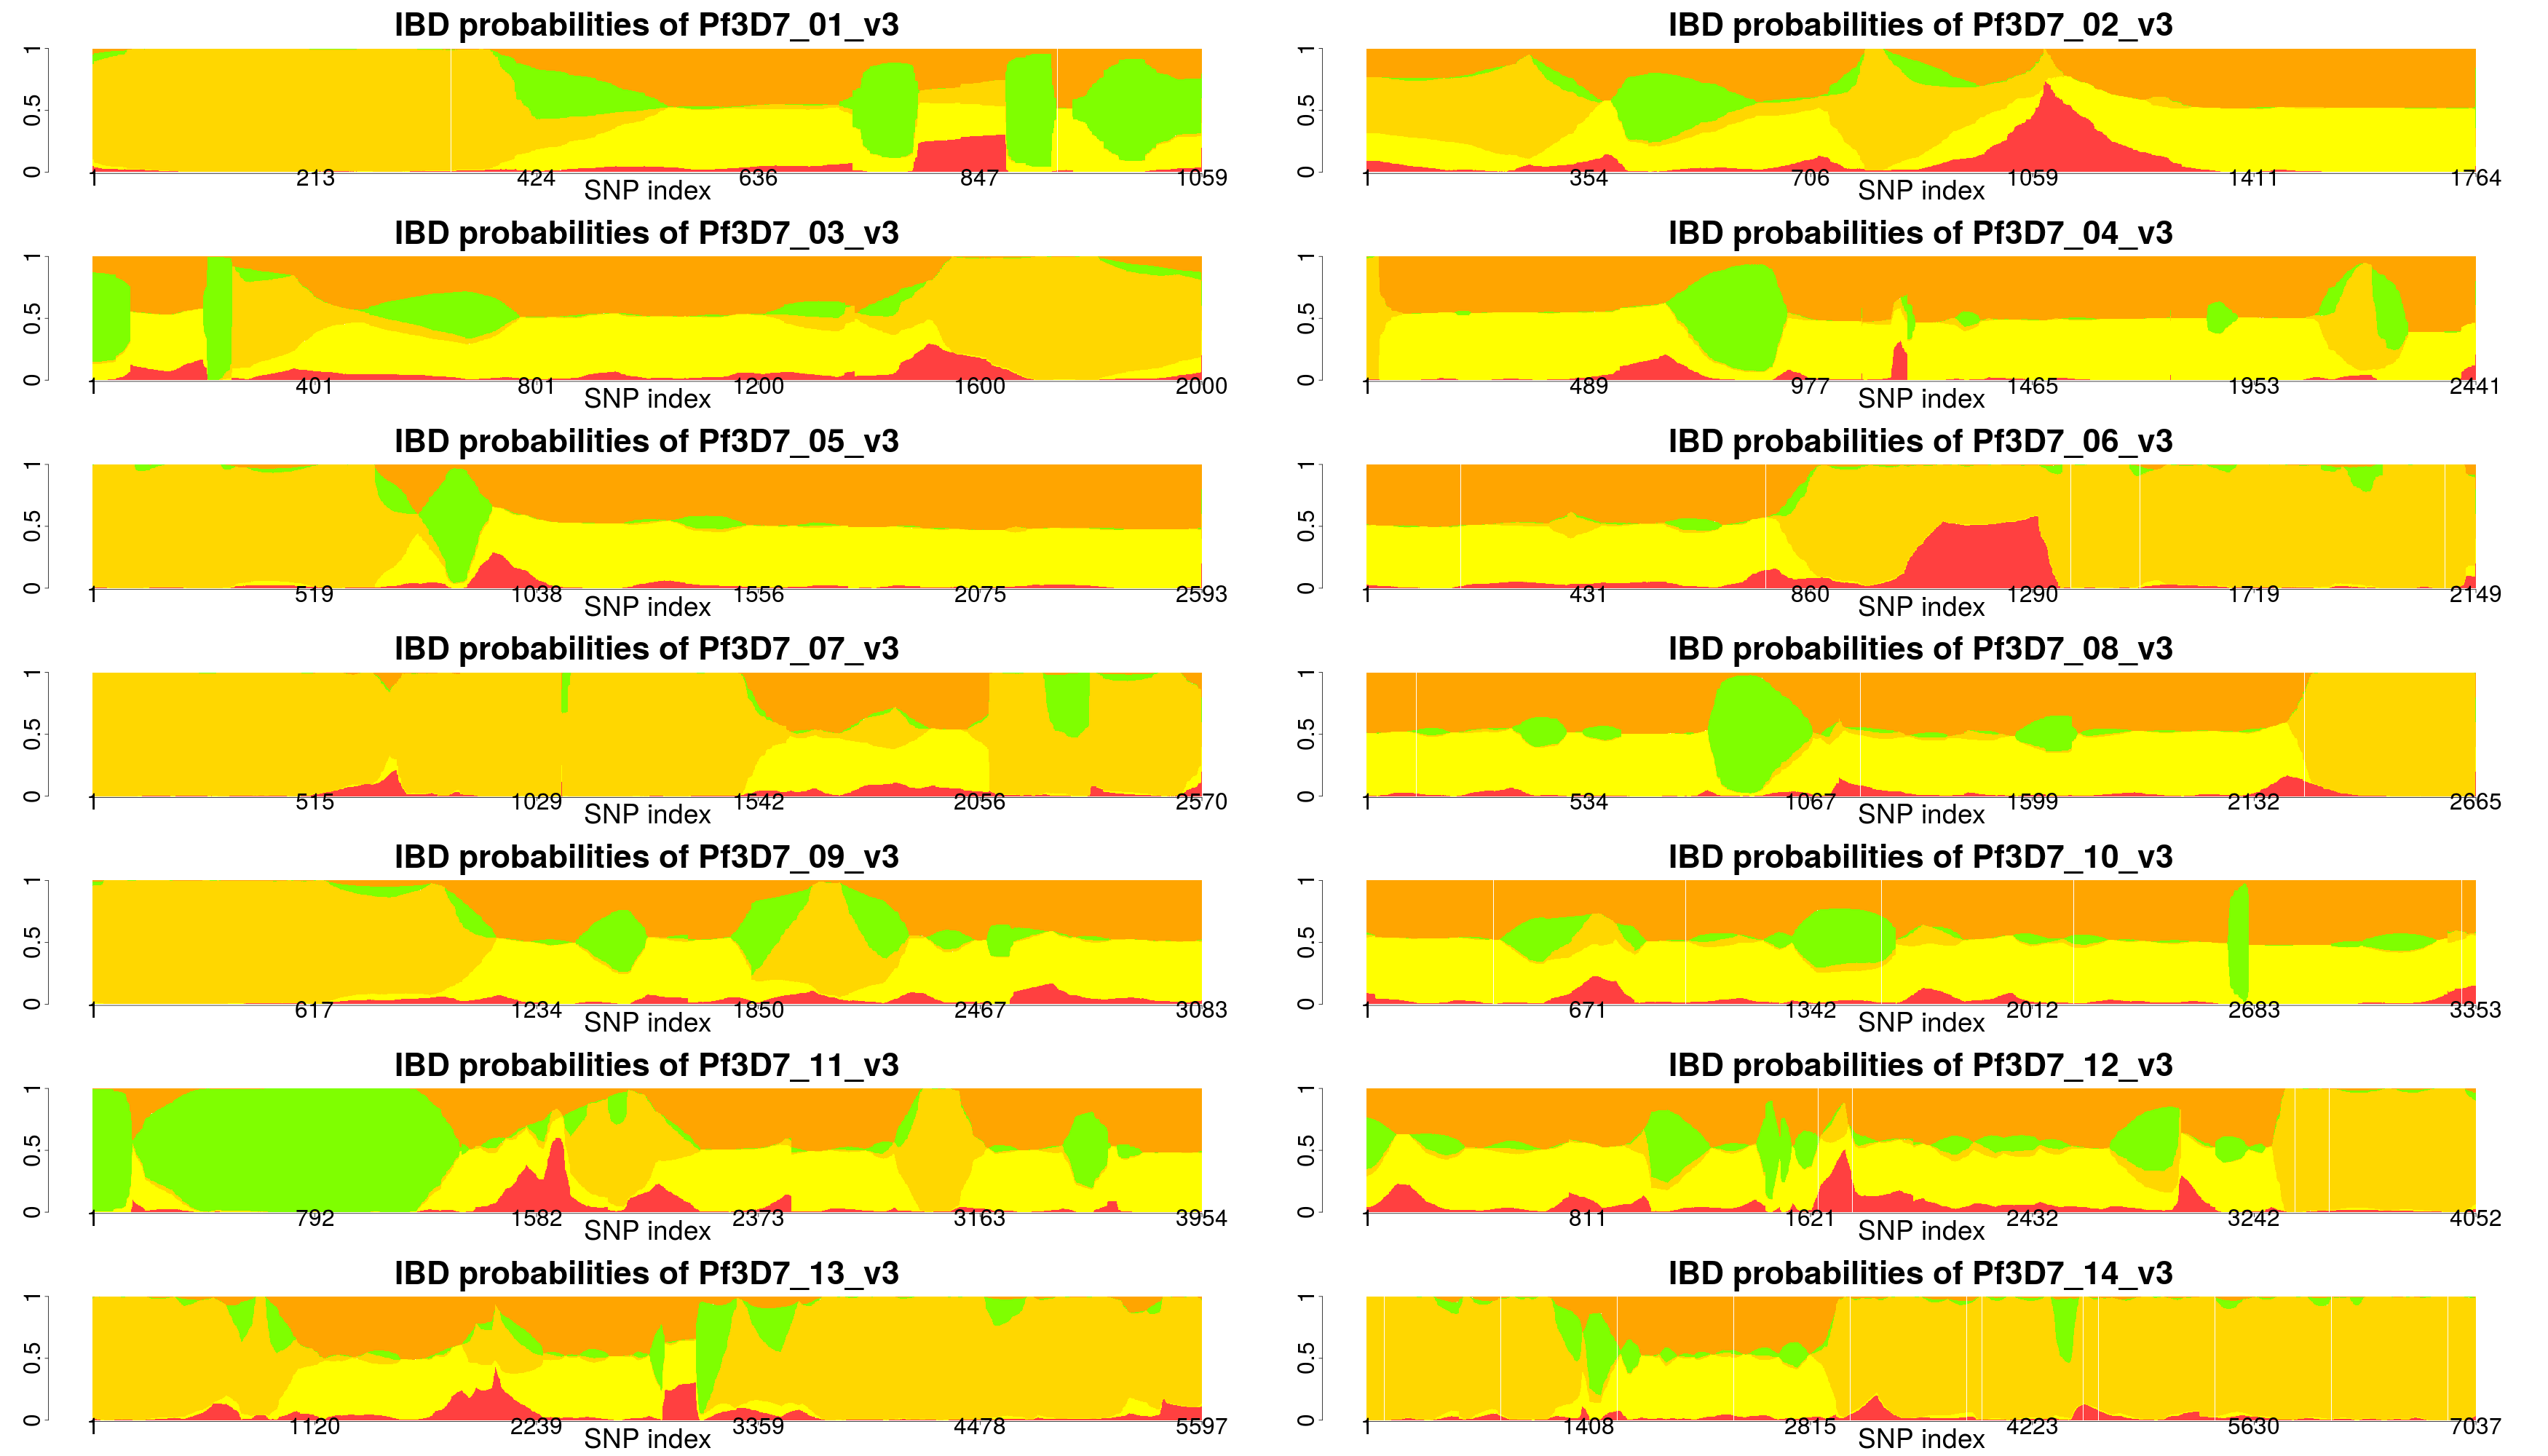 IBD probabilities of Pf3D7_01_v3
1
0.5
0
1 213 424 636 847 1059
SNP index
IBD probabilities of Pf3D7_02_v3
1
0.5
0
1 354 706 1059 1411 1764
SNP index
IBD probabilities of Pf3D7_03_v3
1
0.5
0
1 401 801 1200 1600 2000
SNP index
IBD probabilities of Pf3D7_04_v3
1
0.5
0
1 489 977 1465 1953 2441
SNP index
IBD probabilities of Pf3D7_05_v3
1
0.5
0
1 519 1038 1556 2075 2593
SNP index
IBD probabilities of Pf3D7_06_v3
1
0.5
0
1 431 860 1290 1719 2149
SNP index
IBD probabilities of Pf3D7_07_v3
1
0.5
0
1 515 1029 1542 2056 2570
SNP index
IBD probabilities of Pf3D7_08_v3
1
0.5
0
1 534 1067 1599 2132 2665
SNP index
IBD probabilities of Pf3D7_09_v3
1
0.5
0
1 617 1234 1850 2467 3083
SNP index
IBD probabilities of Pf3D7_10_v3
1
0.5
0
1 671 1342 2012 2683 3353
SNP index
IBD probabilities of Pf3D7_11_v3
1
0.5
0
1 792 1582 2373 3163 3954
SNP index
IBD probabilities of Pf3D7_12_v3
1
0.5
0
1 811 1621 2432 3242 4052
SNP index
IBD probabilities of Pf3D7_13_v3
1
0.5
0
1 1120 2239 3359 4478 5597
SNP index
IBD probabilities of Pf3D7_14_v3
1
0.5
0
1 1408 2815 4223 5630 7037
SNP index